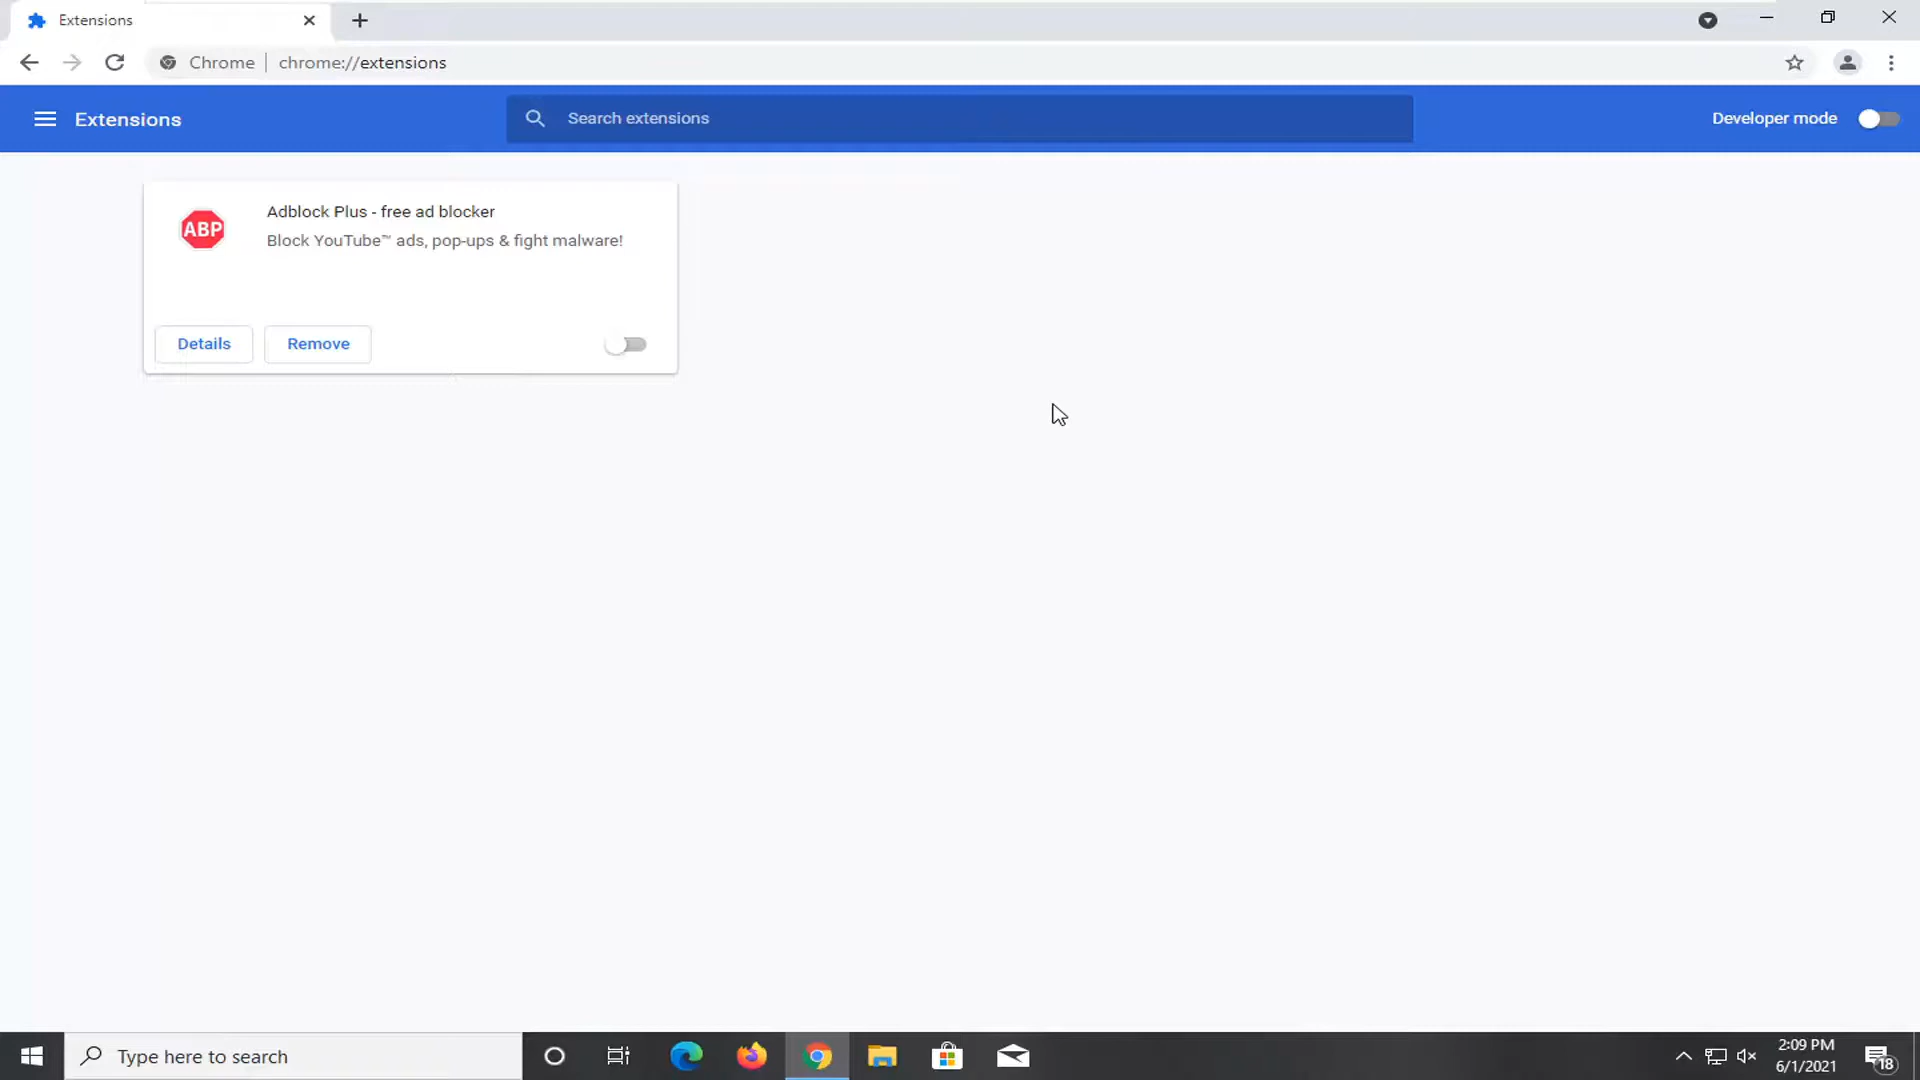 Extensions
Chrome | chrome://extensions
Extensions
Search extensions
Developer mode
ABP
Adblock Plus - free ad blocker
Block YouTube™ ads, pop-ups & fight malware!
Details
Remove
Type here to search
2:09 PM
6/1/2021
18